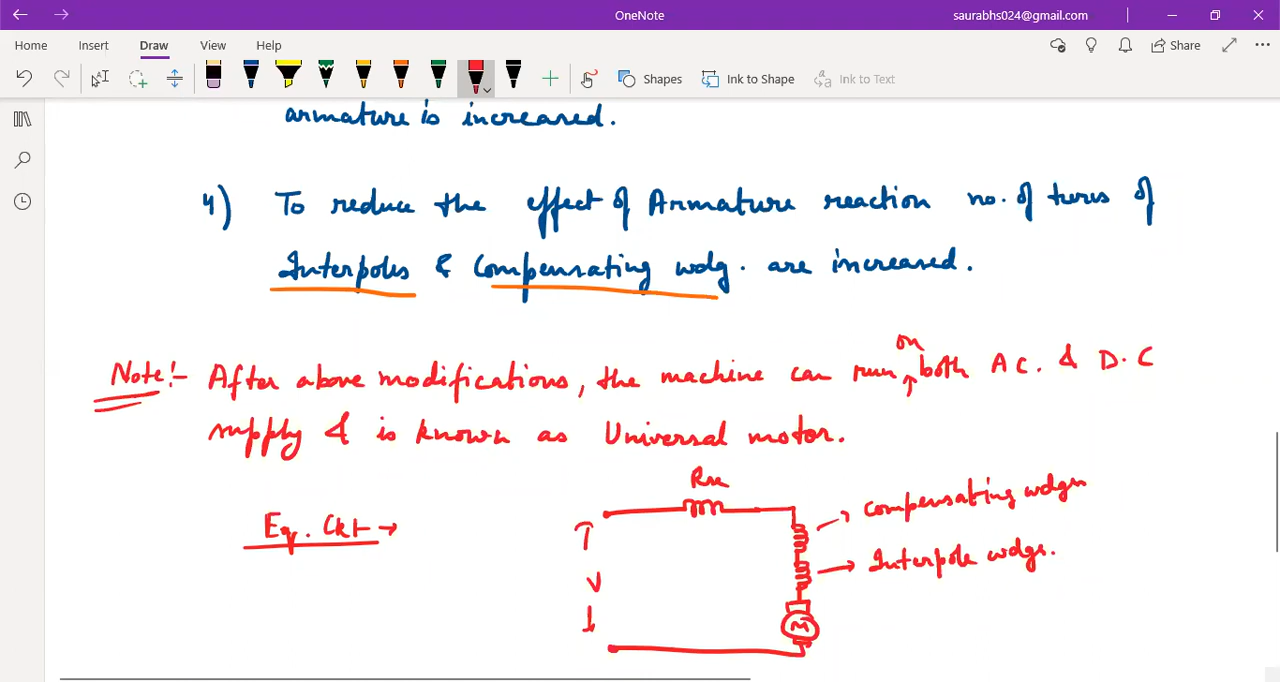 OneNote
saurabhs024@gmail.com
Home Insert Draw View Help
Share
Shapes
Ink to Shape
Ink to Text
armature is increased.
4) To reduce the effect of Armature reaction no. of turns of
Interpoles & Compensating wdg. are increased.
Note:- After above modifications, the machine can run on both A.C. & D.C
supply & is known as Universal motor.
Rse
Eq. Ckt →
V
M
→ Compensating wdgn
→ Interpole wdgs.